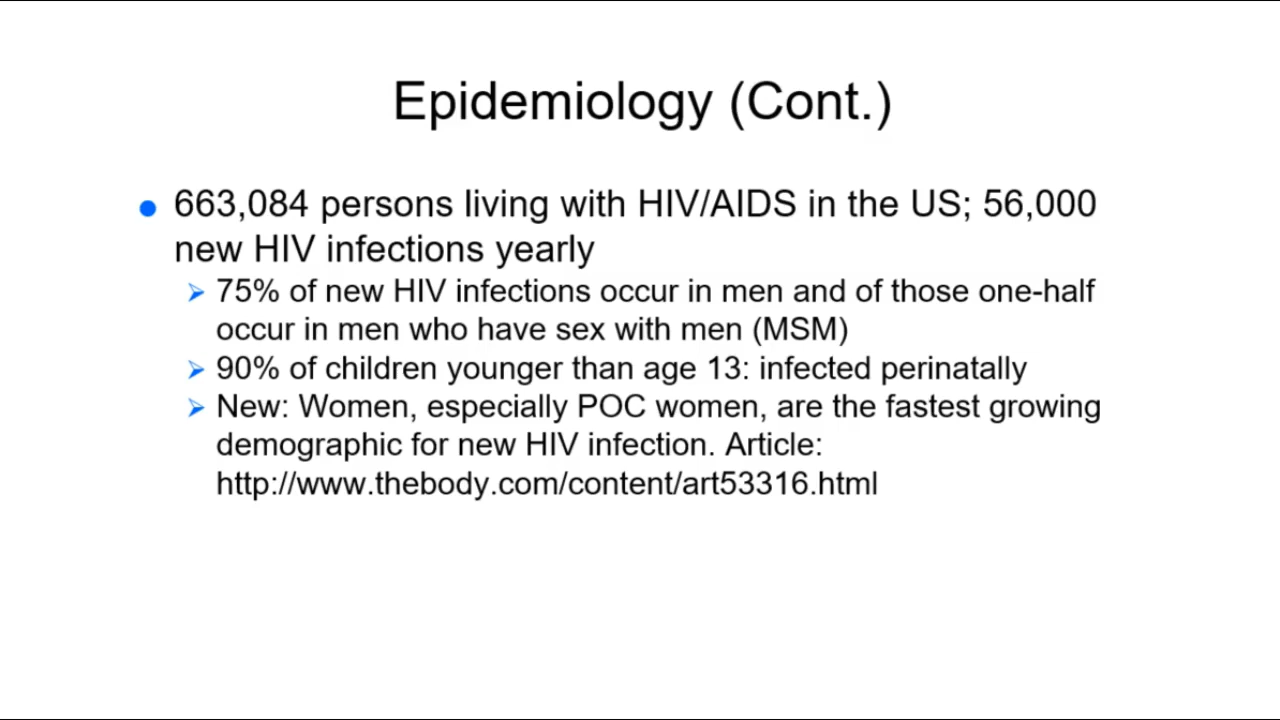 Epidemiology (Cont.)
663,084 persons living with HIV/AIDS in the US; 56,000
new HIV infections yearly
75% of new HIV infections occur in men and of those one-half
occur in men who have sex with men (MSM)
90% of children younger than age 13: infected perinatally
New: Women, especially POC women, are the fastest growing
demographic for new HIV infection. Article:
http://www.thebody.com/content/art53316.html